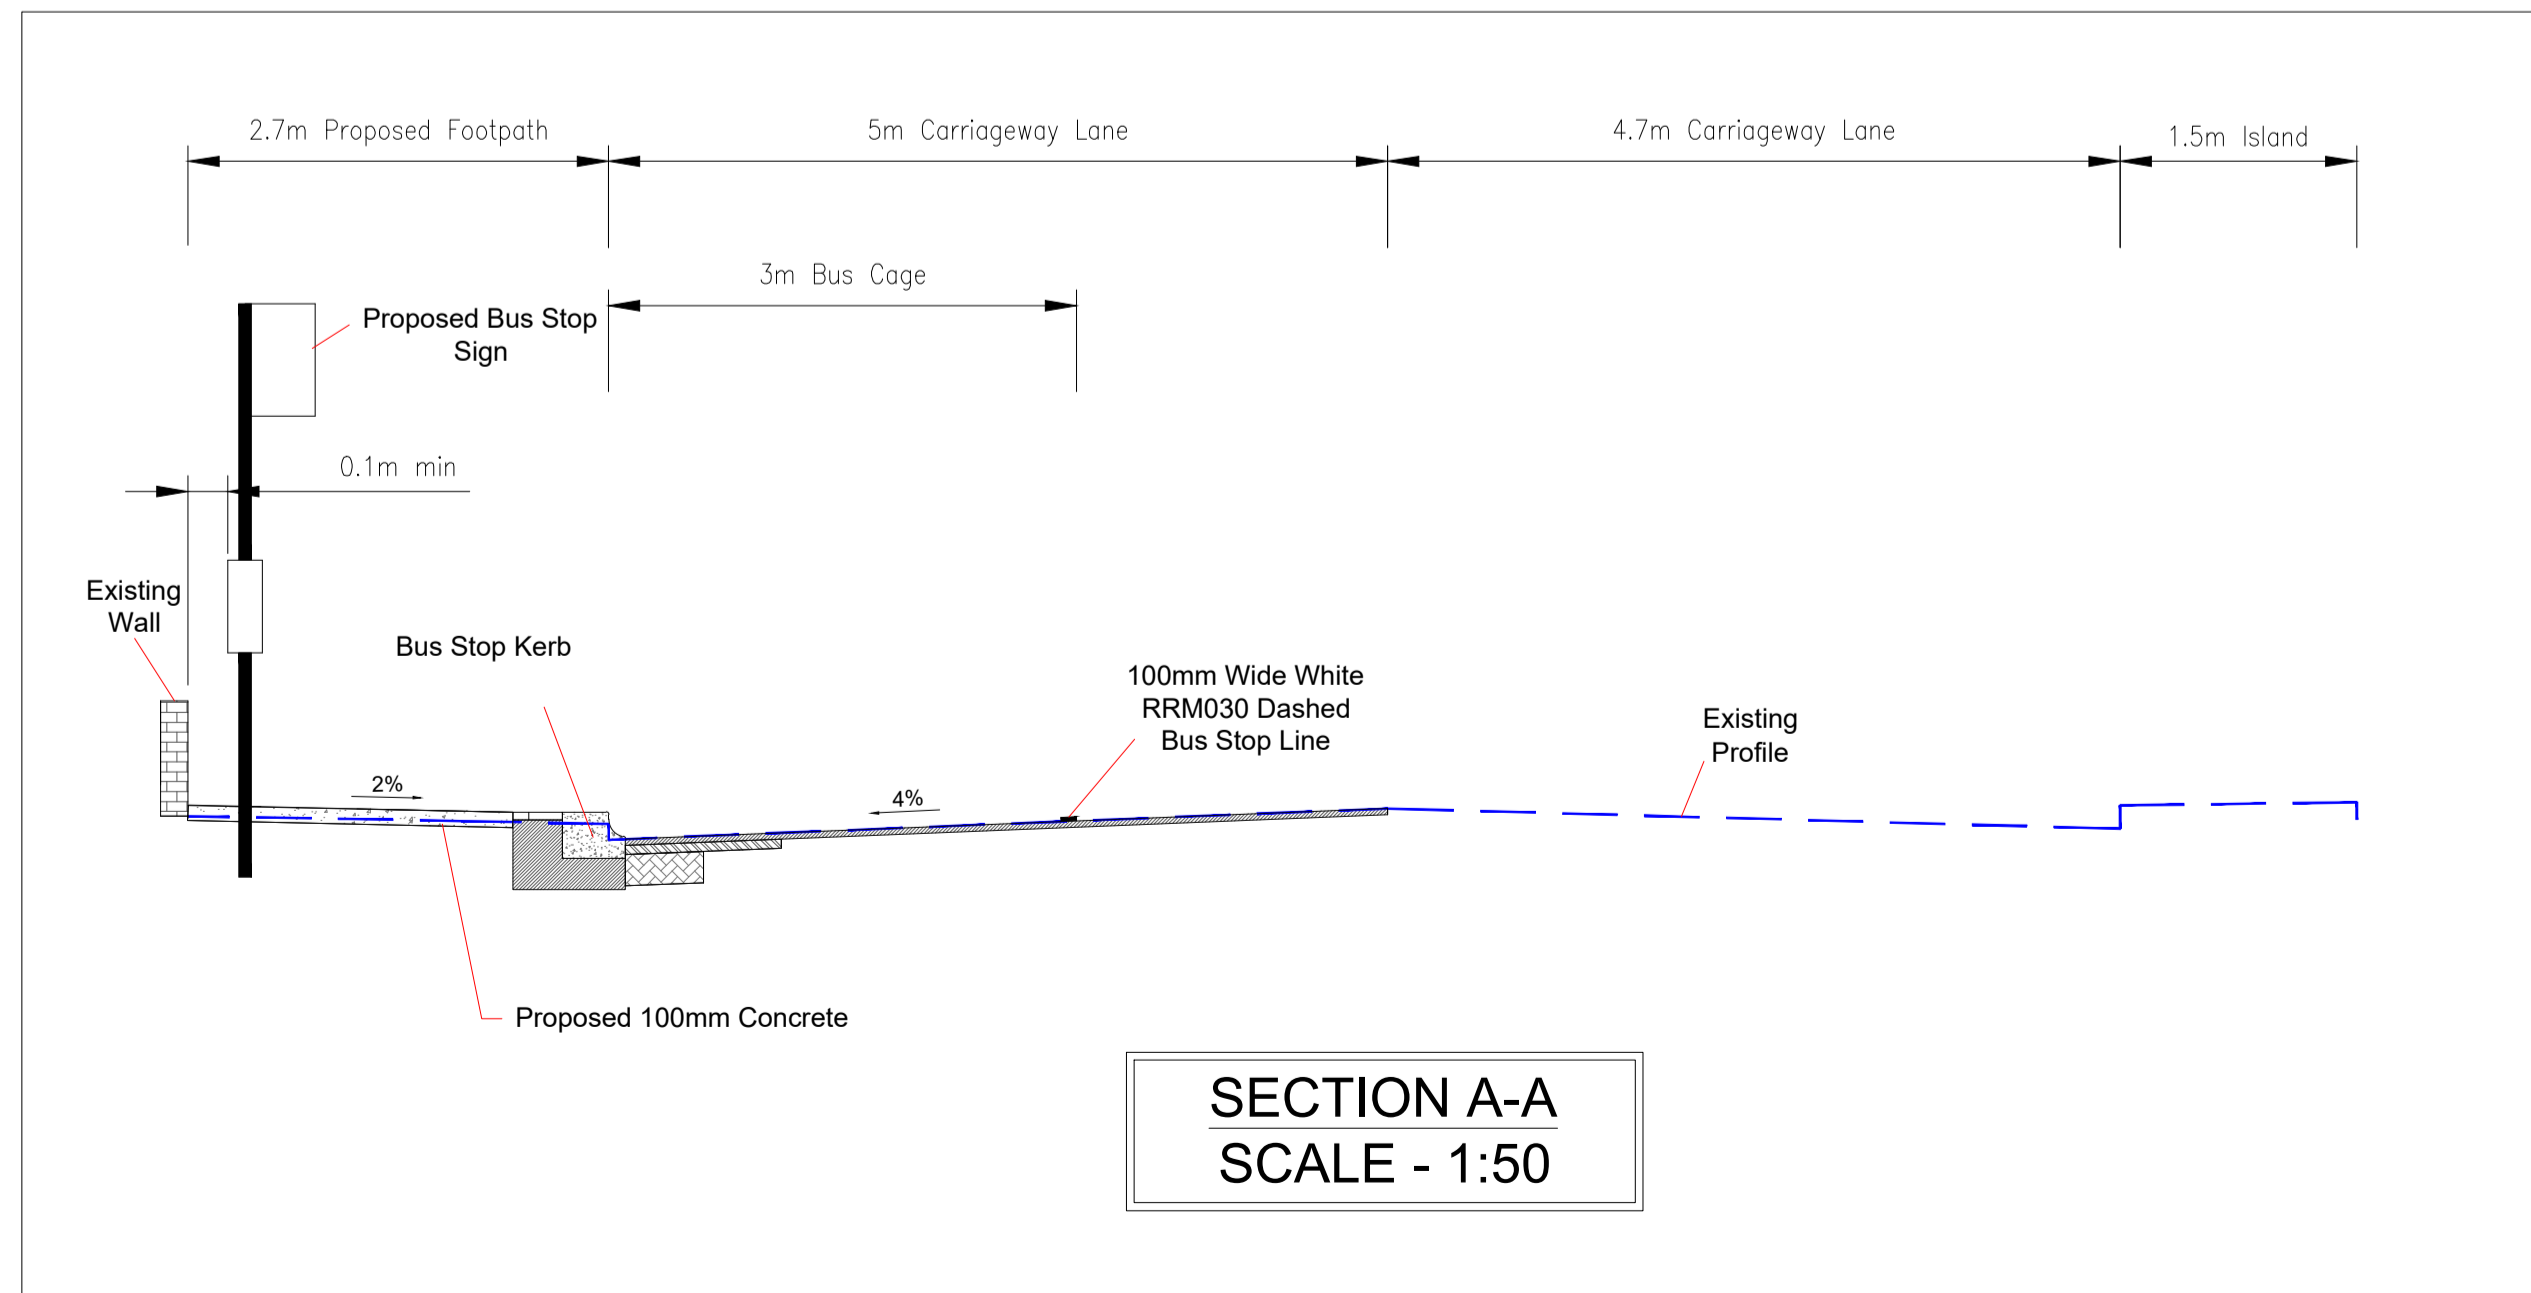 2.7m Proposed Footpath
5m Carriageway Lane
4.7m Carriageway Lane
1.5m Island
3m Bus Cage
Proposed Bus Stop
Sign
0.1m min
Existing
Wall
Bus Stop Kerb
100mm Wide White
RRM030 Dashed
Bus Stop Line
Existing
Profile
2%
4%
Proposed 100mm Concrete
SECTION A-A
SCALE - 1:50